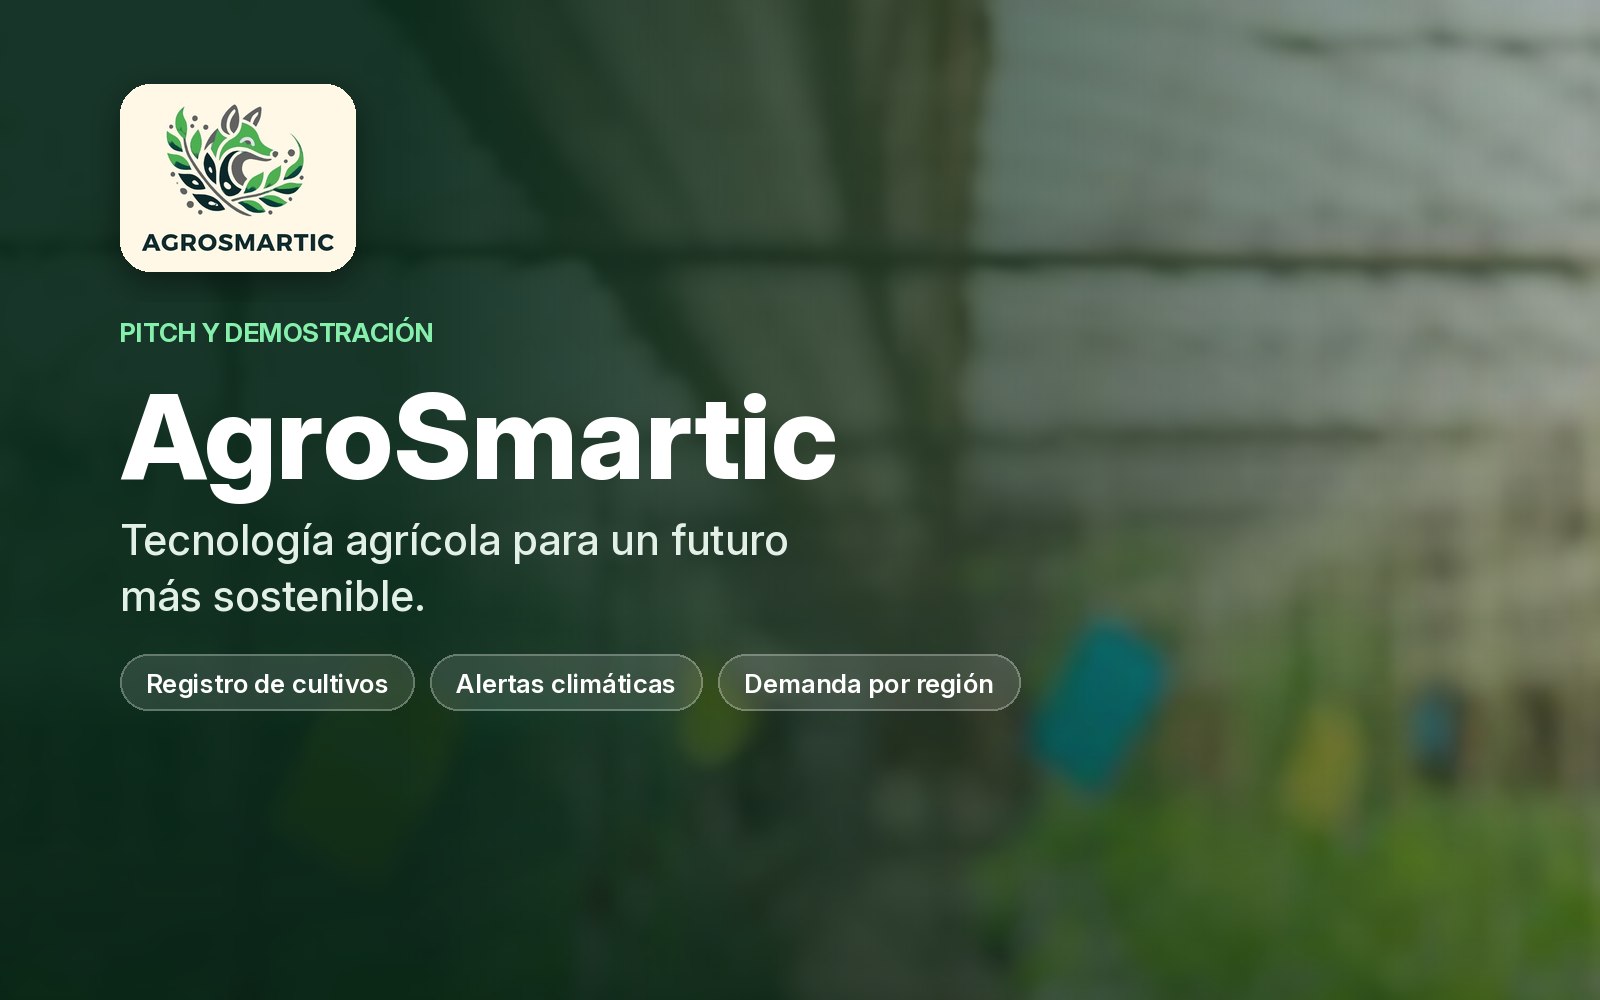 AGROSMARTIC
PITCH Y DEMOSTRACIÓN
AgroSmartic
Tecnología agrícola para un futuro
más sostenible.
Registro de cultivos
Alertas climáticas
Demanda por región